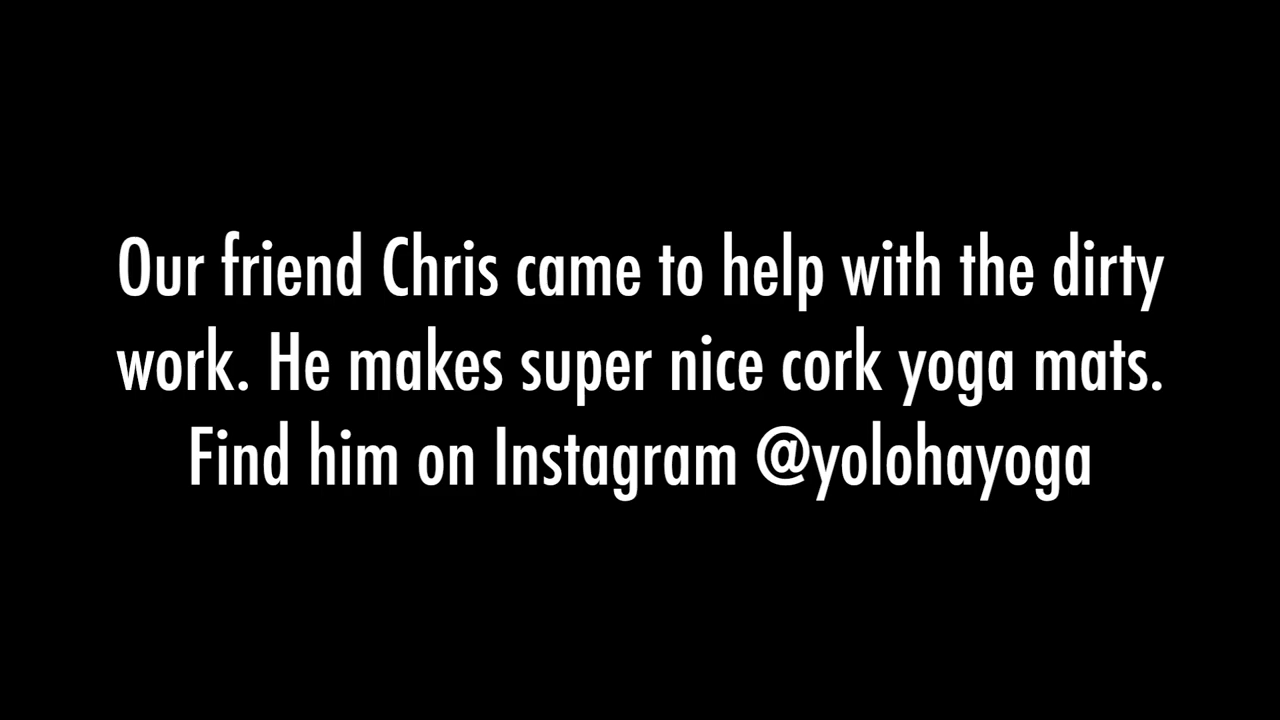 Our friend Chris came to help with the dirty
work. He makes super nice cork yoga mats.
Find him on Instagram @yolohayoga